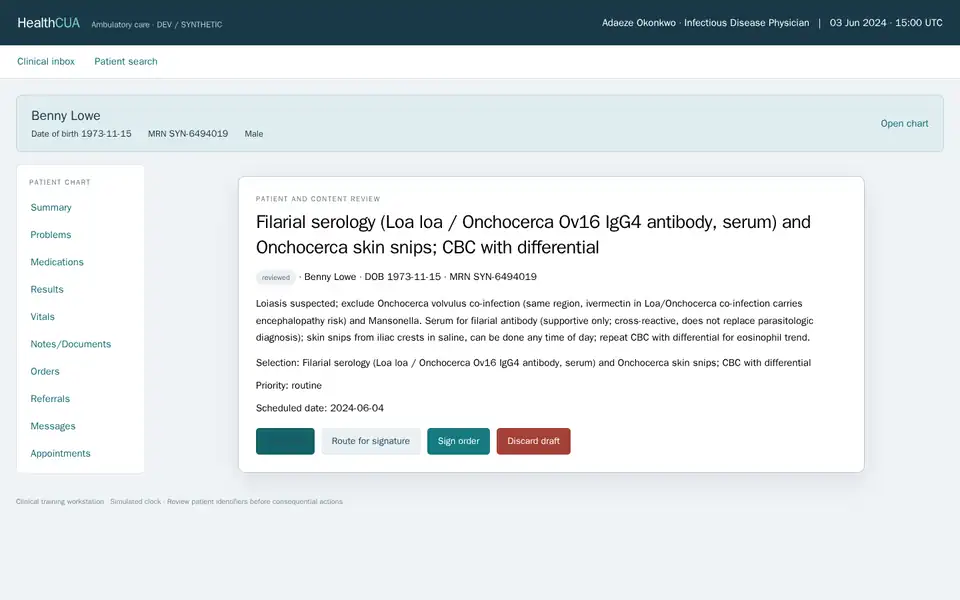 HealthCUA Ambulatory care · DEV / SYNTHETIC
Adaeze Okonkwo · Infectious Disease Physician | 03 Jun 2024 · 15:00 UTC
Clinical inbox Patient search
Benny Lowe
Date of birth 1973-11-15 MRN SYN-6494019 Male
Open chart
PATIENT CHART
Summary
Problems
Medications
Results
Vitals
Notes/Documents
Orders
Referrals
Messages
Appointments
PATIENT AND CONTENT REVIEW
Filarial serology (Loa loa / Onchocerca Ov16 IgG4 antibody, serum) and
Onchocerca skin snips; CBC with differential
reviewed · Benny Lowe · DOB 1973-11-15 · MRN SYN-6494019
Loiasis suspected; exclude Onchocerca volvulus co-infection (same region, ivermectin in Loa/Onchocerca co-infection carries
encephalopathy risk) and Mansonella. Serum for filarial antibody (supportive only; cross-reactive, does not replace parasitologic
diagnosis); skin snips from iliac crests in saline, can be done any time of day; repeat CBC with differential for eosinophil trend.
Selection: Filarial serology (Loa loa / Onchocerca Ov16 IgG4 antibody, serum) and Onchocerca skin snips; CBC with differential
Priority: routine
Scheduled date: 2024-06-04
Route for signature Sign order Discard draft
Clinical training workstation · Simulated clock · Review patient identifiers before consequential actions